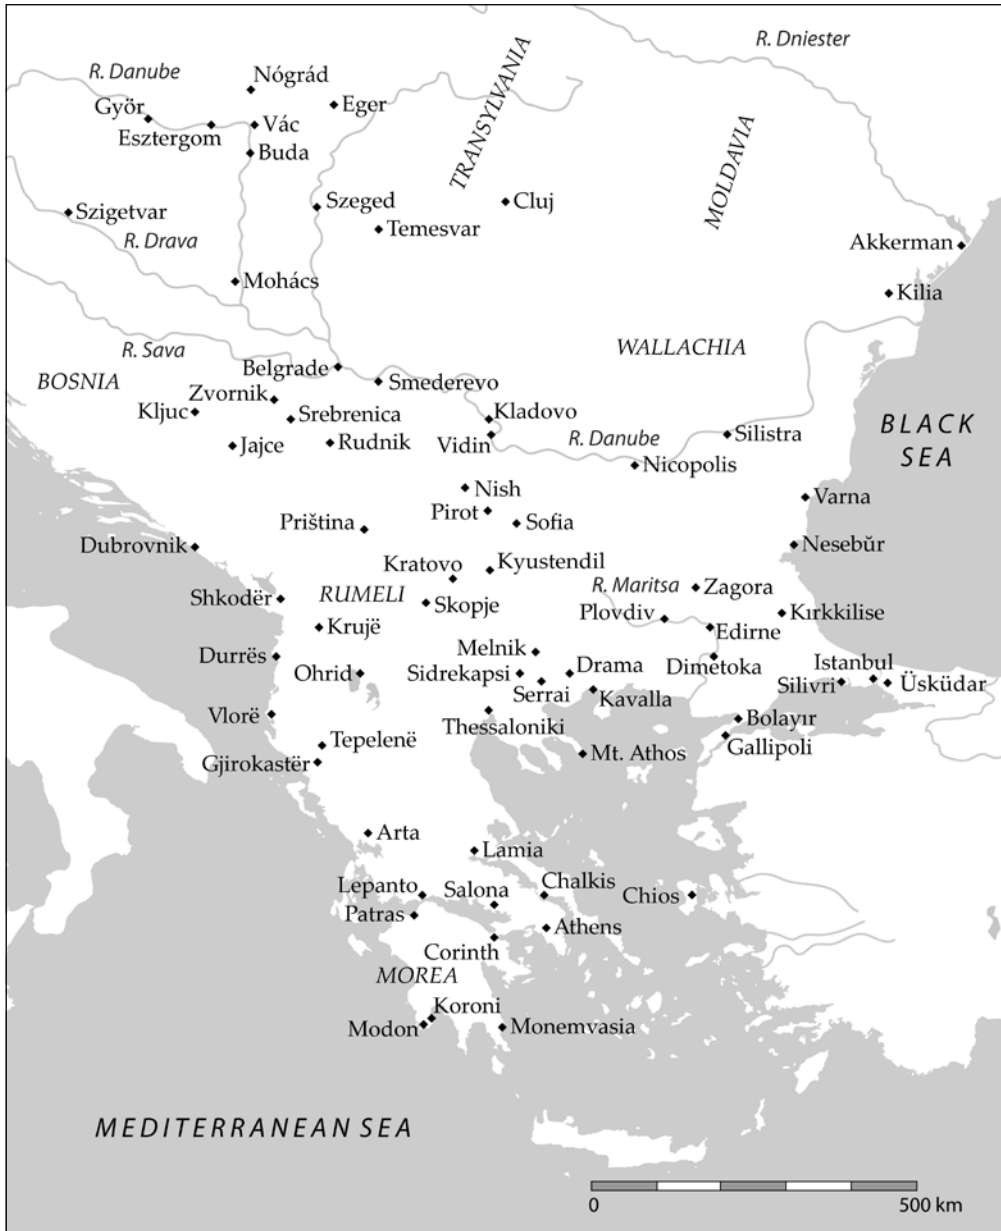 R. Dniester
R. Danube
Nógrád
Györ
Eger
Esztergom
Vác
Buda
TRANSYLVANIA
MOLDAVIA
Szigetvar
Szeged
Cluj
R. Drava
Temesvar
Akkerman
Mohács
Kilia
R. Sava
WALLACHIA
Belgrade
BOSNIA
Smederevo
Zvornik
Kljuc
Srebrenica
Kladovo
BLACK
SEA
Jajce
Rudnik
Vidin
R. Danube
Silistra
Nicopolis
Nish
Varna
Pirot
Sofia
Priština
Dubrovnik
Nesebŭr
Kratovo
Kyustendil
R. Maritsa
Zagora
Shkodër
RUMELI
Skopje
Plovdiv
Kırkkilise
Krujë
Edirne
Melnik
Durrës
Ohrid
Sidrekapsi
Drama
Dimetoka
Istanbul
Serrai
Silivri
Üsküdar
Kavalla
Vlorë
Thessaloniki
Bolayır
Tepelenë
Gallipoli
Gjirokastër
Mt. Athos
Arta
Lamia
Lepanto
Salona
Chalkis
Chios
Patras
Athens
Corinth
MOREA
Koroni
Modon
Monemvasia
MEDITERRANEAN SEA
0
500 km